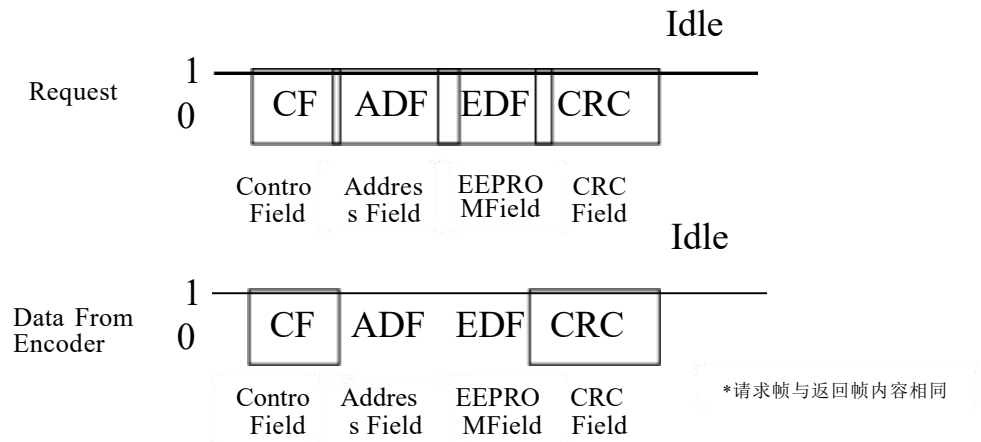 Idle
Request
1
0
CF ADF EDF CRC
Contro Addres EEPRO CRC
Field s Field MField Field
Idle
Data From
Encoder
1
0
CF ADF EDF CRC
Contro Addres EEPRO CRC
Field s Field MField Field
*请求帧与返回帧内容相同